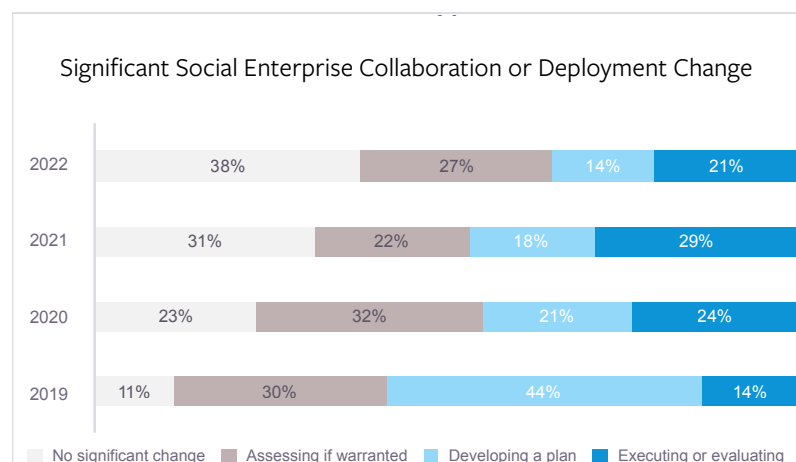 Significant Social Enterprise Collaboration or Deployment Change
2022 38% 27% 14% 21%
2021 31% 22% 18% 29%
2020 23% 32% 21% 24%
2019 11% 30% 44% 14%
No significant change Assessing if warranted Developing a plan Executing or evaluating